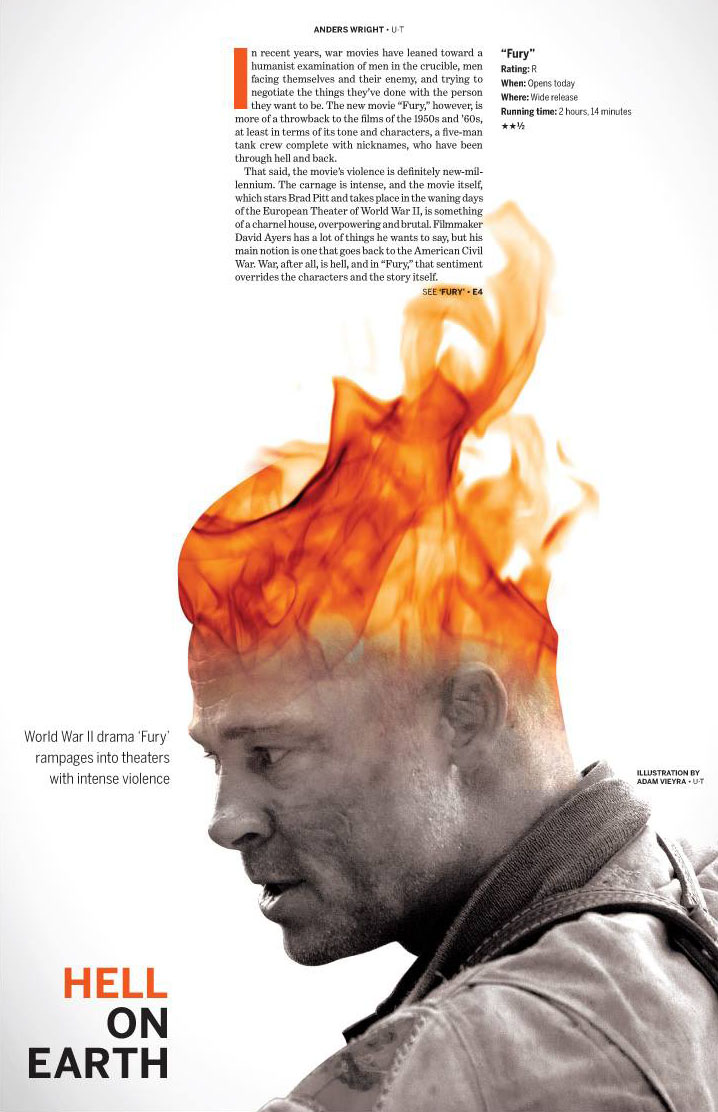 ANDERS WRIGHT • U-T
In recent years, war movies have leaned toward a
humanist examination of men in the crucible, men
facing themselves and their enemy, and trying to
negotiate the things they've done with the person
they want to be. The new movie “Fury,” however, is
more of a throwback to the films of the 1950s and ’60s,
at least in terms of its tone and characters, a five-man
tank crew complete with nicknames, who have been
through hell and back.
That said, the movie's violence is definitely new-mil-
lennium. The carnage is intense, and the movie itself,
which stars Brad Pitt and takes place in the waning days
of the European Theater of World War II, is something
of a charnel house, overpowering and brutal. Filmmaker
David Ayers has a lot of things he wants to say, but his
main notion is one that goes back to the American Civil
War. War, after all, is hell, and in “Fury,” that sentiment
overrides the characters and the story itself.
SEE ‘FURY’ • E4
“Fury”
Rating: R
When: Opens today
Where: Wide release
Running time: 2 hours, 14 minutes
★★½
World War II drama ‘Fury’
rampages into theaters
with intense violence
ILLUSTRATION BY
ADAM VIEYRA • U-T
HELL
ON
EARTH